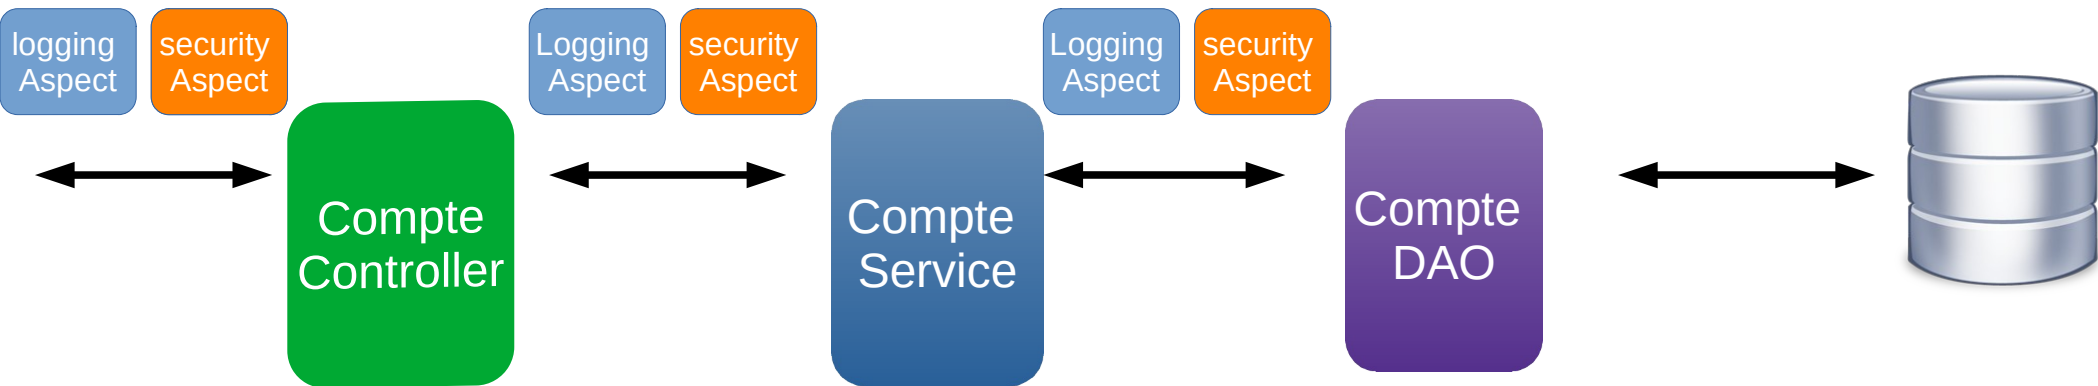 logging
Aspect
security
Aspect
Logging
Aspect
security
Aspect
Logging
Aspect
security
Aspect
Compte
Controller
Compte
Service
Compte
DAO